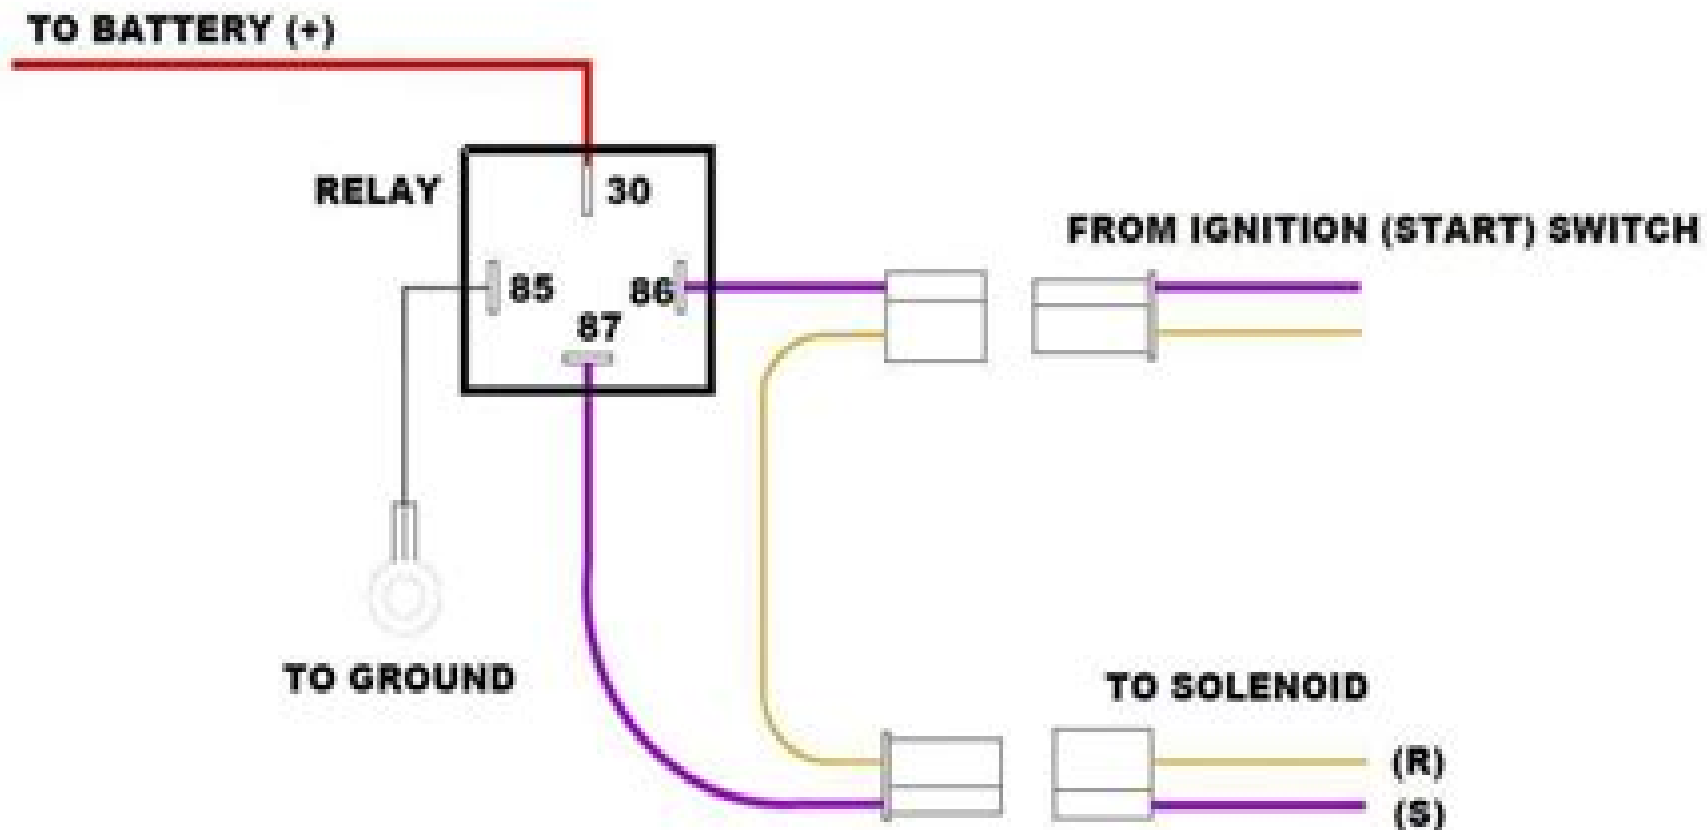 TO BATTERY (+)
RELAY
30
FROM IGNITION (START) SWITCH
85
86
87
TO GROUND
TO SOLENOID
(R)
(S)